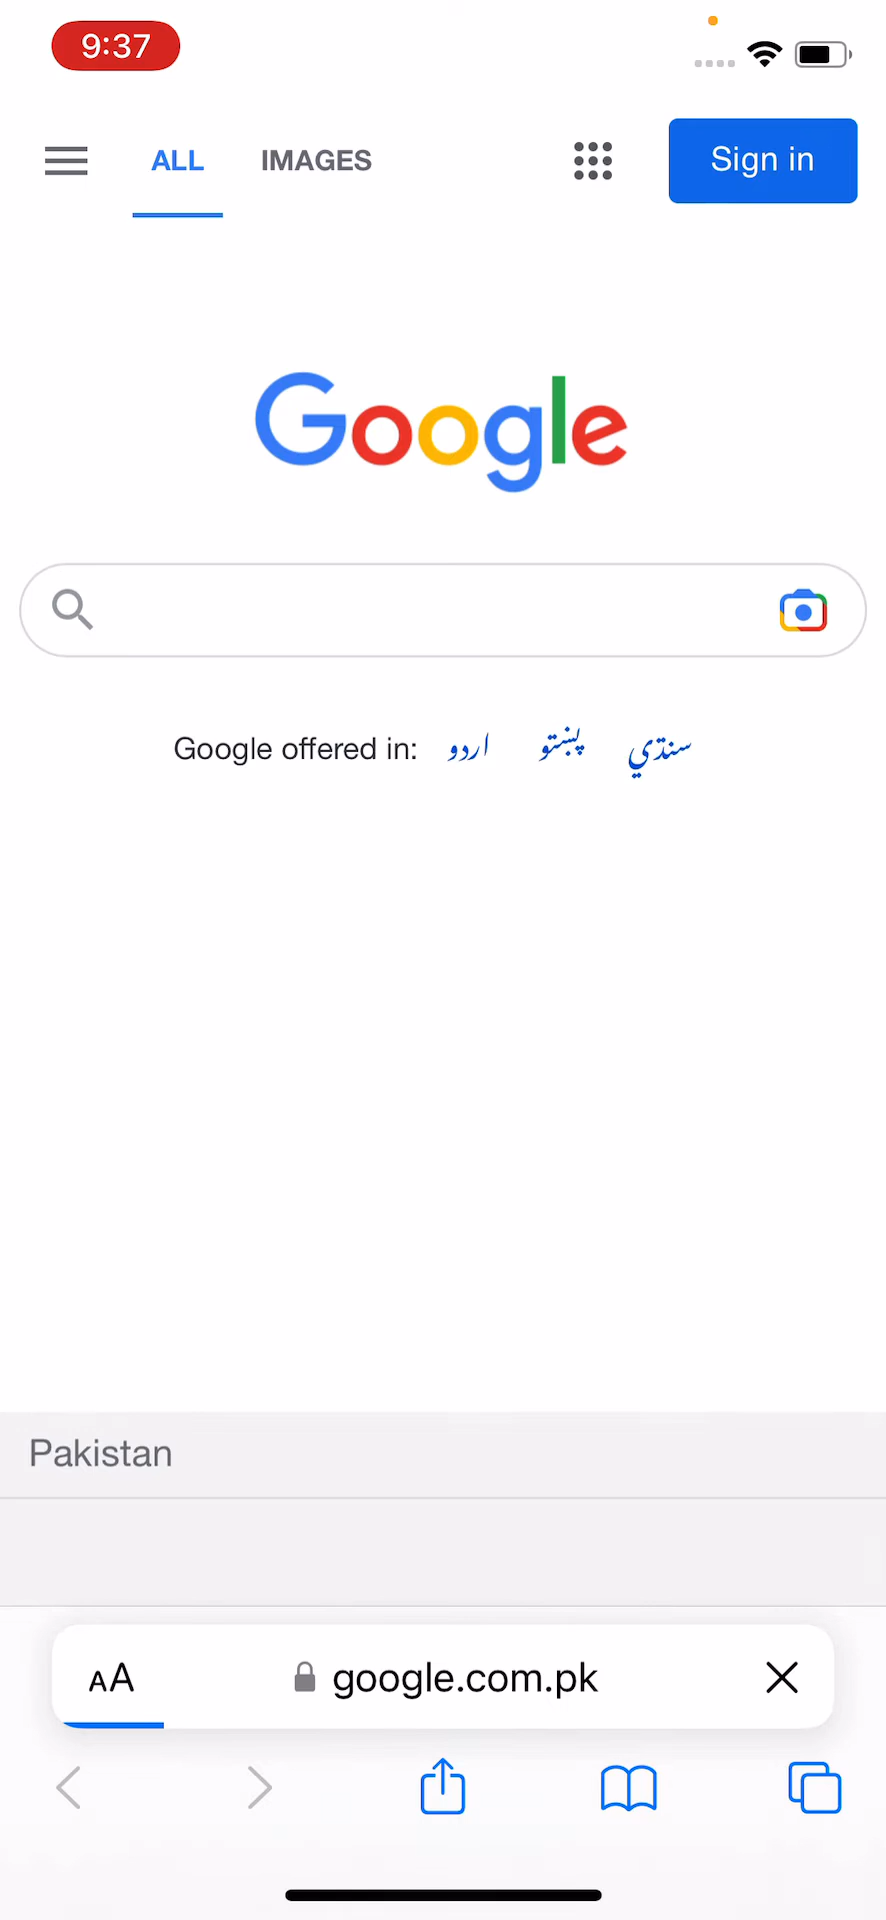 9:37
ALL IMAGES Sign in
Google
Google offered in: اردو پښتو سنڌي
Pakistan
AA google.com.pk